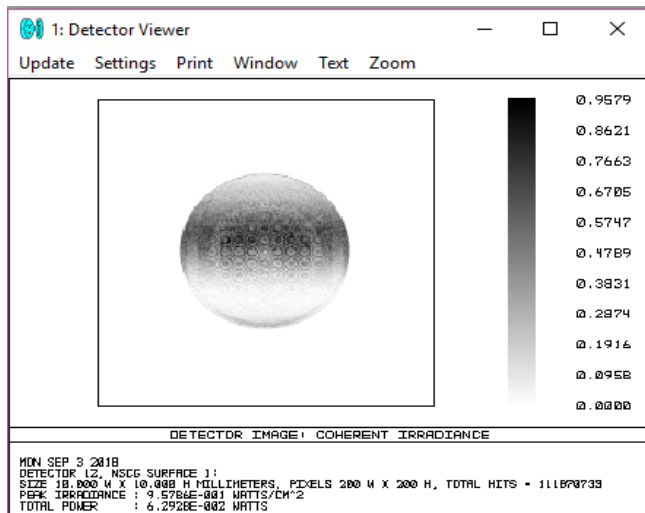 1: Detector Viewer
Update Settings Print Window Text Zoom
0.9579
0.8621
0.7663
0.6705
0.5747
0.4789
0.3831
0.2874
0.1916
0.0958
0.0000
DETECTOR IMAGE: COHERENT IRRADIANCE
MON SEP 3 2018
DETECTOR 12, NSCG SURFACE 1:
SIZE 10.000 W X 10.000 H MILLIMETERS, PIXELS 200 W X 200 H, TOTAL HITS = 111870733
PEAK IRRADIANCE : 9.5786E-001 WATTS/CM^2
TOTAL POWER : 6.2928E-002 WATTS